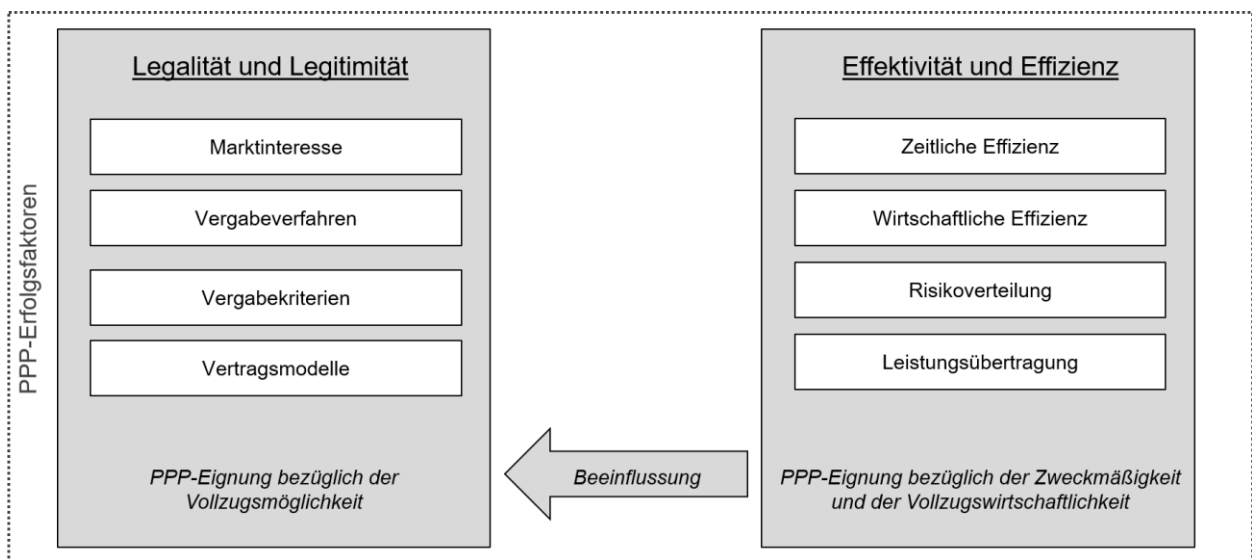 PPP-Erfolgsfaktoren
Legalität und Legitimität
Marktinteresse
Vergabeverfahren
Vergabekriterien
Vertragsmodelle
PPP-Eignung bezüglich der
Vollzugsmöglichkeit
Beeinflussung
Effektivität und Effizienz
Zeitliche Effizienz
Wirtschaftliche Effizienz
Risikoverteilung
Leistungsübertragung
PPP-Eignung bezüglich der Zweckmäßigkeit
und der Vollzugswirtschaftlichkeit